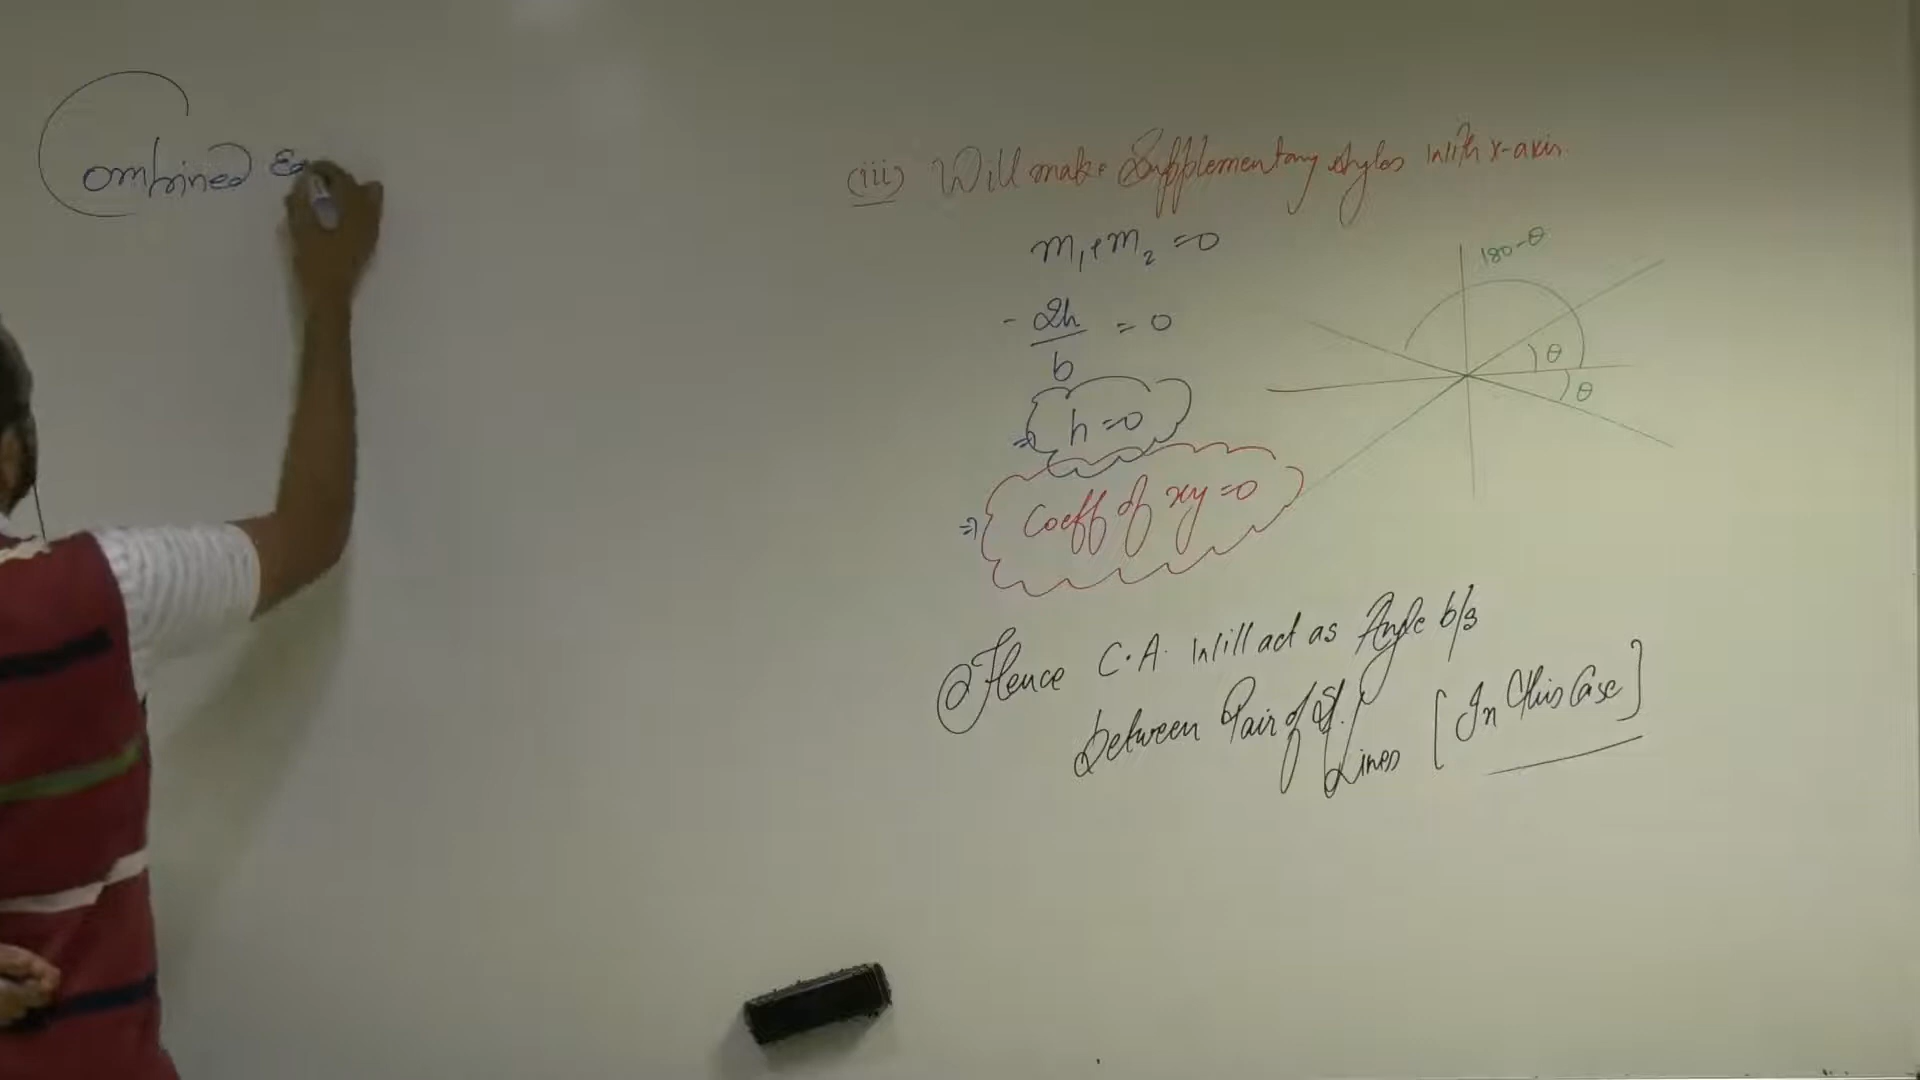 Combined Eq
(iii) Will make Supplementary Angles with x-axis.
m₁+m₂ =0
- 2h/b = 0
⇒ h=0
⇒ Coeff of xy=0
180-θ
θ
θ
Hence C.A. will act as Angle b/s
between Pair of St. Lines [In this Case]